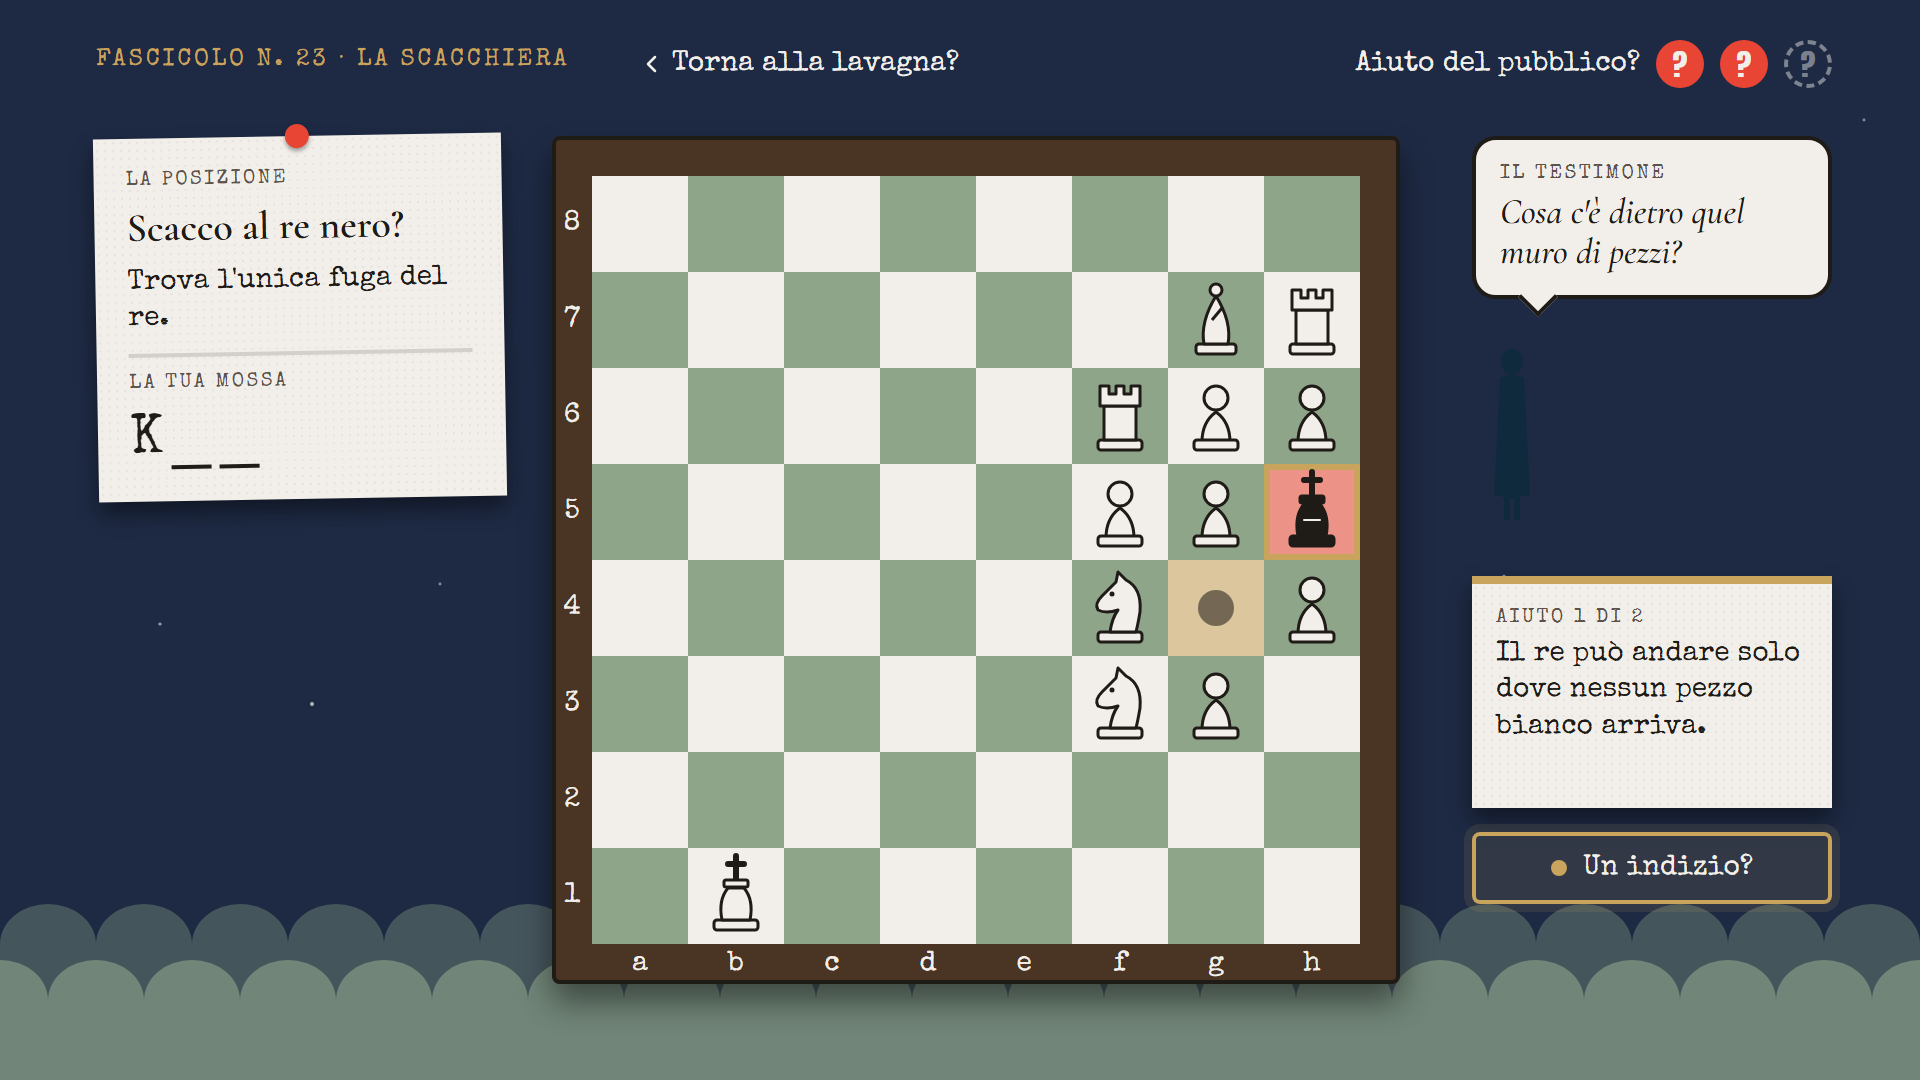 FASCICOLO N. 23 · LA SCACCHIERA
‹ Torna alla lavagna?
Aiuto del pubblico? ? ? ?
LA POSIZIONE
Scacco al re nero?
Trova l'unica fuga del
re.
LA TUA MOSSA
K _ _
8
7
6
5
4
3
2
1
a b c d e f g h
IL TESTIMONE
Cosa c'è dietro quel
muro di pezzi?
AIUTO 1 DI 2
Il re può andare solo
dove nessun pezzo
bianco arriva.
Un indizio?